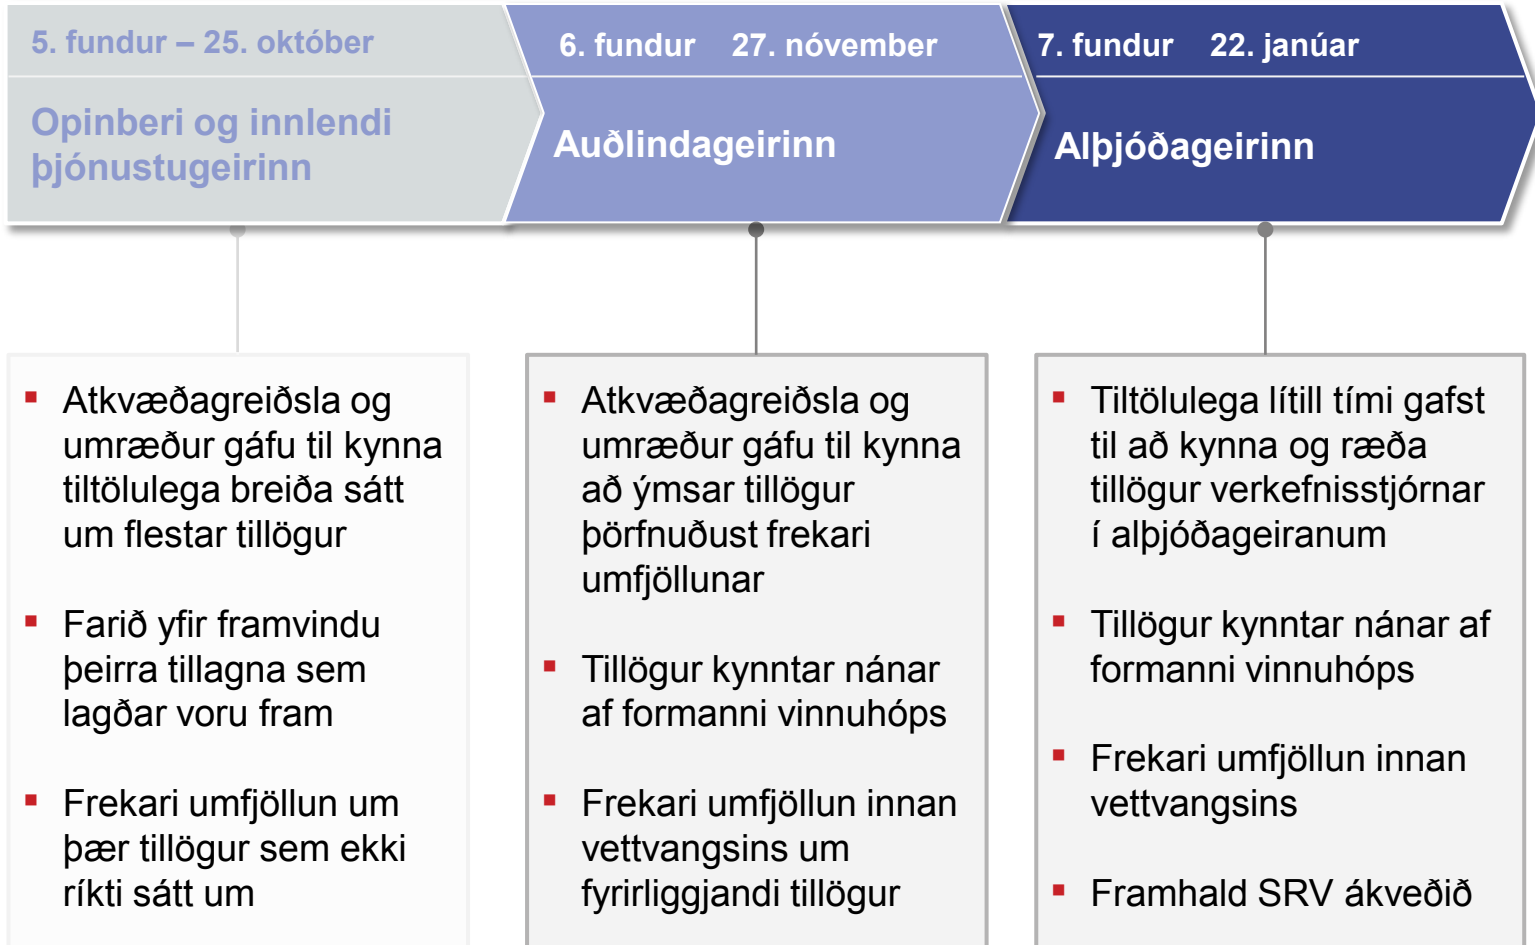 5. fundur – 25. október
Opinberi og innlendi
þjónustugeirinn
6. fundur 27. nóvember
Auðlindageirinn
7. fundur 22. janúar
Alþjóðageirinn
▪ Atkvæðagreiðsla og
umræður gáfu til kynna
tiltölulega breiða sátt
um flestar tillögur
▪ Farið yfir framvindu
þeirra tillagna sem
lagðar voru fram
▪ Frekari umfjöllun um
þær tillögur sem ekki
ríkti sátt um
▪ Atkvæðagreiðsla og
umræður gáfu til kynna
að ýmsar tillögur
þörfnuðust frekari
umfjöllunar
▪ Tillögur kynntar nánar
af formanni vinnuhóps
▪ Frekari umfjöllun innan
vettvangsins um
fyrirliggjandi tillögur
▪ Tiltölulega lítill tími gafst
til að kynna og ræða
tillögur verkefnisstjórnar
í alþjóðageiranum
▪ Tillögur kynntar nánar af
formanni vinnuhóps
▪ Frekari umfjöllun innan
vettvangsins
▪ Framhald SRV ákveðið